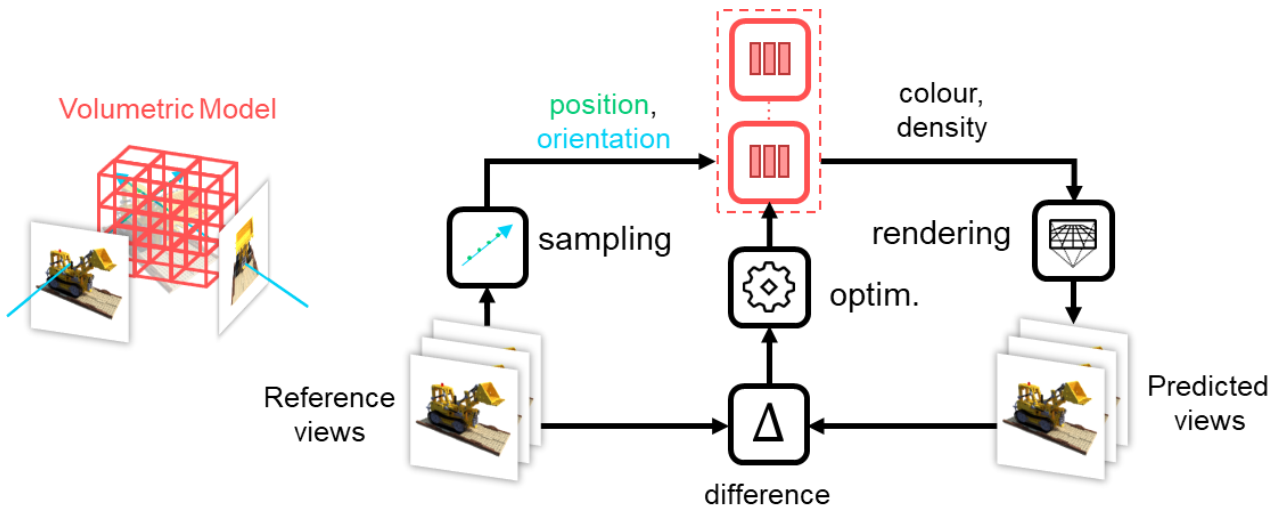 Volumetric Model
position,
orientation
colour,
density
sampling
rendering
optim.
Reference
views
Δ
Predicted
views
difference